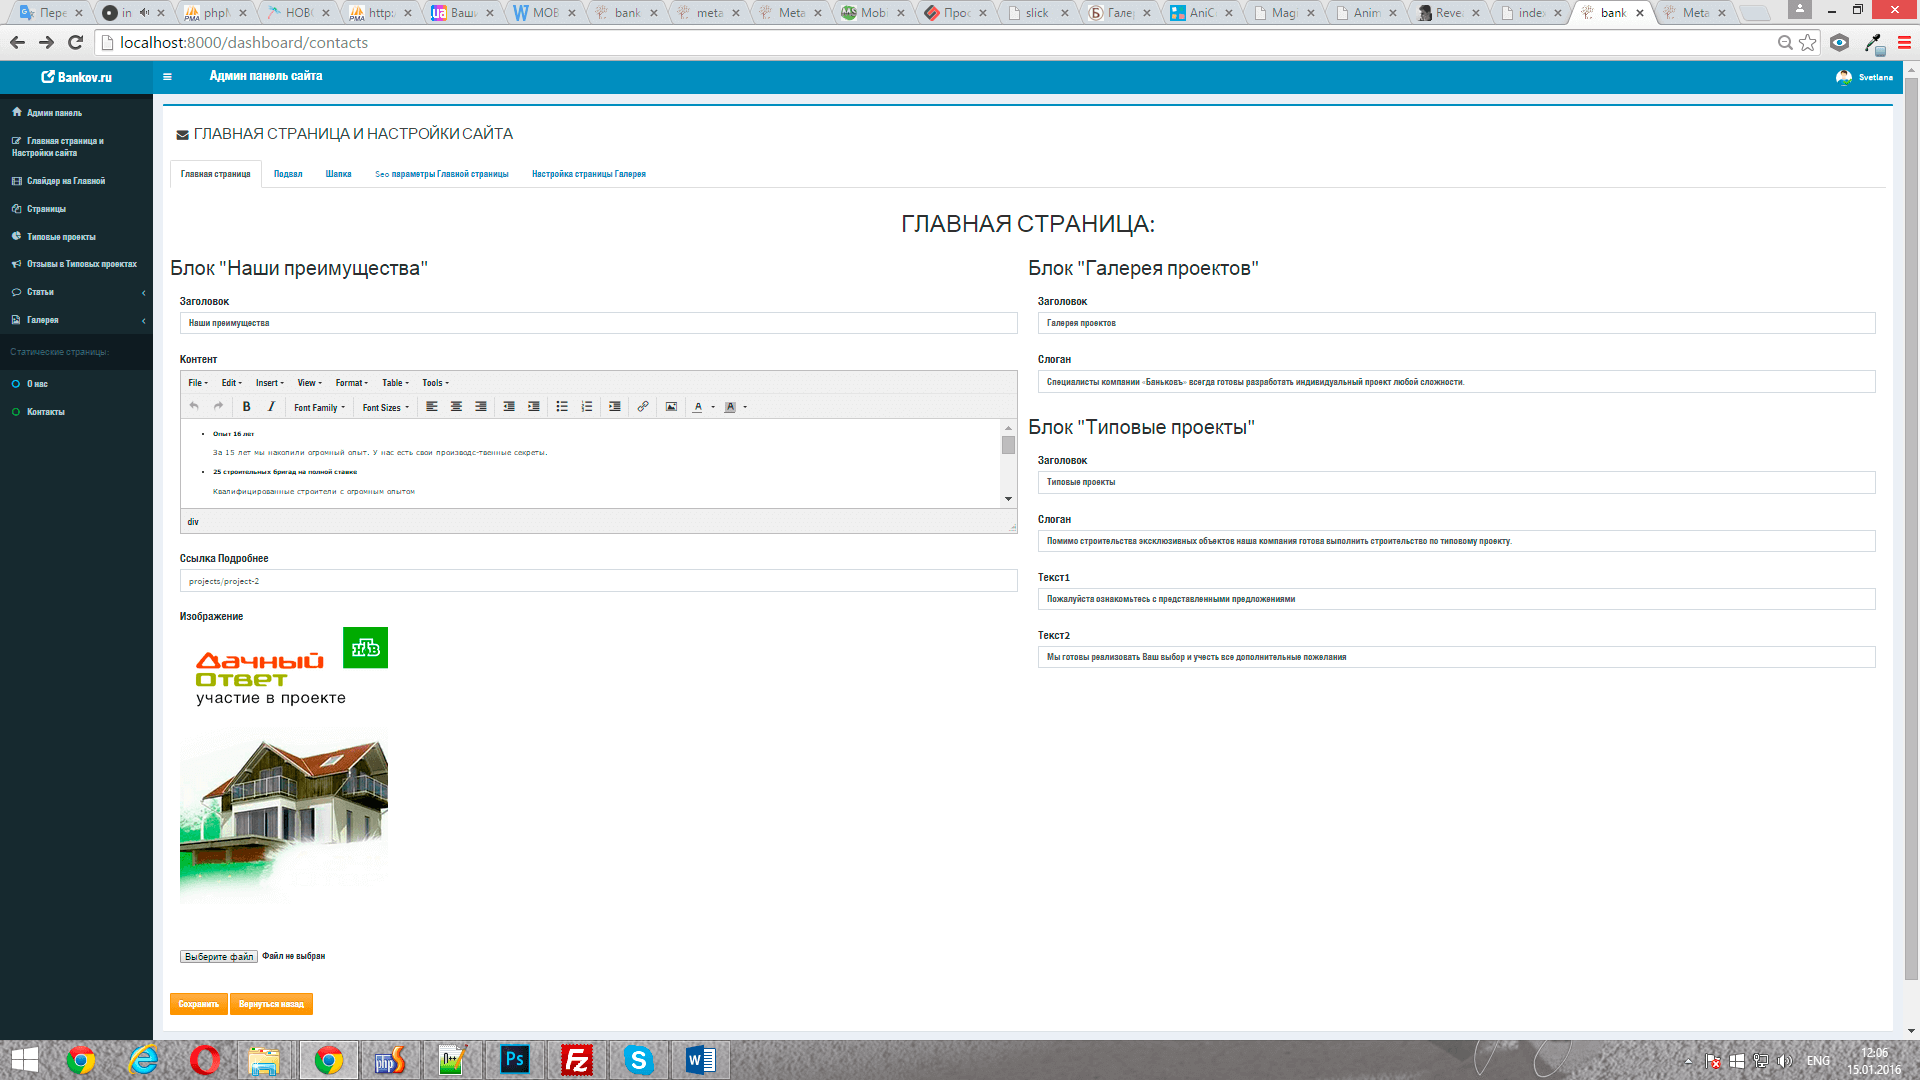 Пере
in
phpM
НОВО
http:/
Ваши
МОВ
bank
meta
Meta
Mobi
Прос
slick
Галер
AniC
Magi
Anim
Revea
index
bank
Meta
localhost:8000/dashboard/contacts
Bankov.ru
Админ панель сайта
Svetlana
Админ панель
Главная страница и
Настройки сайта
Слайдер на Главной
Страницы
Типовые проекты
Отзывы в Типовых проектах
Статьи
Галерея
Статические страницы:
О нас
Контакты
ГЛАВНАЯ СТРАНИЦА И НАСТРОЙКИ САЙТА
Главная страница
Подвал
Шапка
Seo параметры Главной страницы
Настройка страницы Галерея
ГЛАВНАЯ СТРАНИЦА:
Блок "Наши преимущества"
Заголовок
Наши преимущества
Контент
File Edit Insert View Format Table Tools
B I Font Family Font Sizes A A
Опыт 16 лет
За 15 лет мы накопили огромный опыт. У нас есть свои производс-твенные секреты.
25 строительных бригад на полной ставке
Квалифицированные строители с огромным опытом
div
Ссылка Подробнее
projects/project-2
Изображение
НТВ
Дачный
Ответ
участие в проекте
Выберите файл Файл не выбран
Сохранить Вернуться назад
Блок "Галерея проектов"
Заголовок
Галерея проектов
Слоган
Специалисты компании «Баньковъ» всегда готовы разработать индивидуальный проект любой сложности.
Блок "Типовые проекты"
Заголовок
Типовые проекты
Слоган
Помимо строительства эксклюзивных объектов наша компания готова выполнить строительство по типовому проекту.
Текст1
Пожалуйста ознакомьтесь с представленными предложениями
Текст2
Мы готовы реализовать Ваш выбор и учесть все дополнительные пожелания
ENG
12:06
15.01.2016